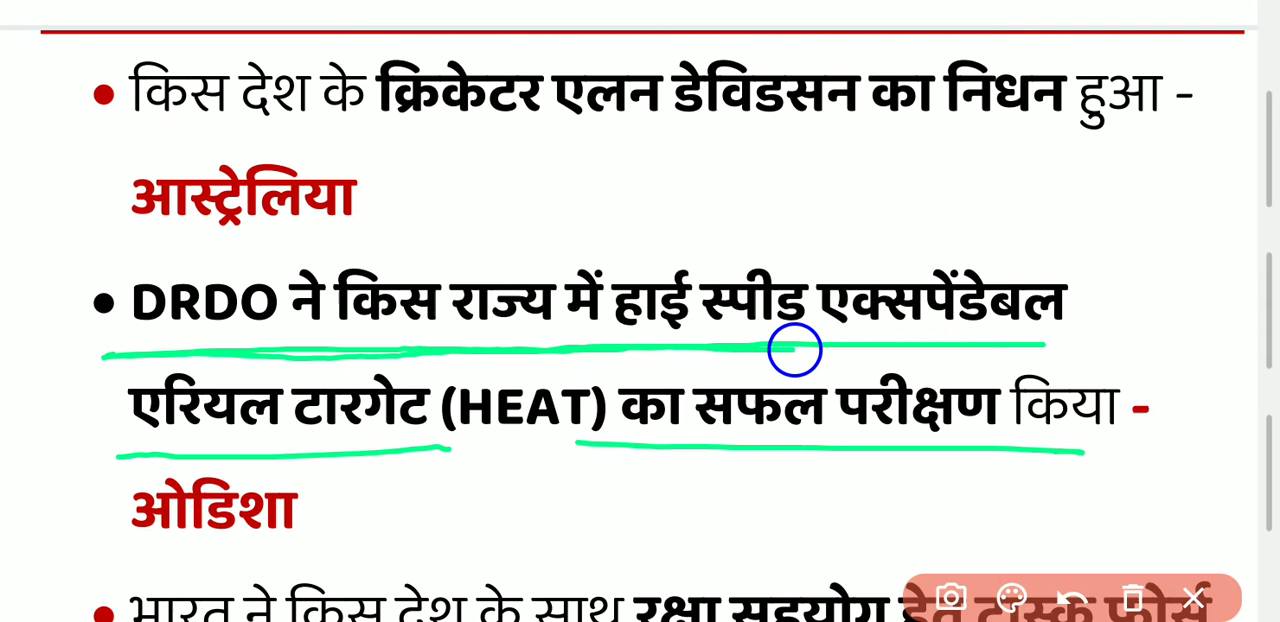 किस देश के क्रिकेटर एलन डेविडसन का निधन हुआ -
आस्ट्रेलिया
DRDO ने किस राज्य में हाई स्पीड एक्सपेंडेबल
एरियल टारगेट (HEAT) का सफल परीक्षण किया -
ओडिशा
भारत ने किस देश के साथ रक्षा सहयोग हेतु टास्क फोर्स